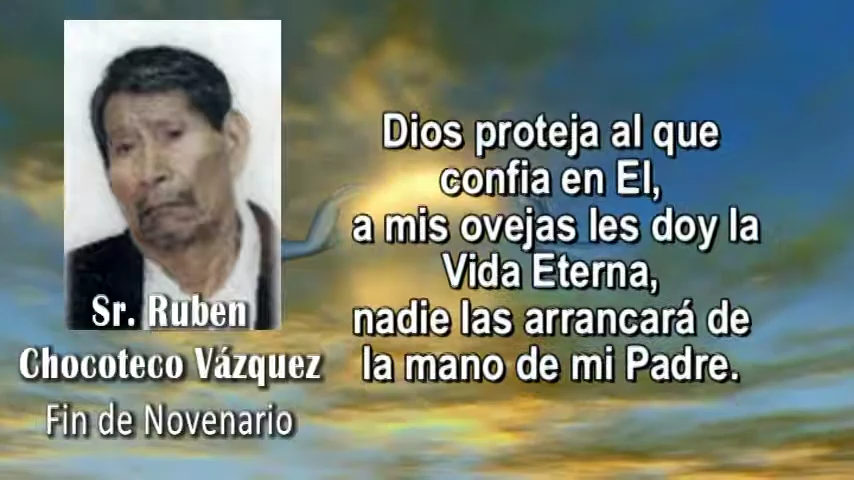 Sr. Ruben
Chocoteco Vázquez
Fin de Novenario
Dios proteja al que
confia en El,
a mis ovejas les doy la
Vida Eterna,
nadie las arrancará de
la mano de mi Padre.